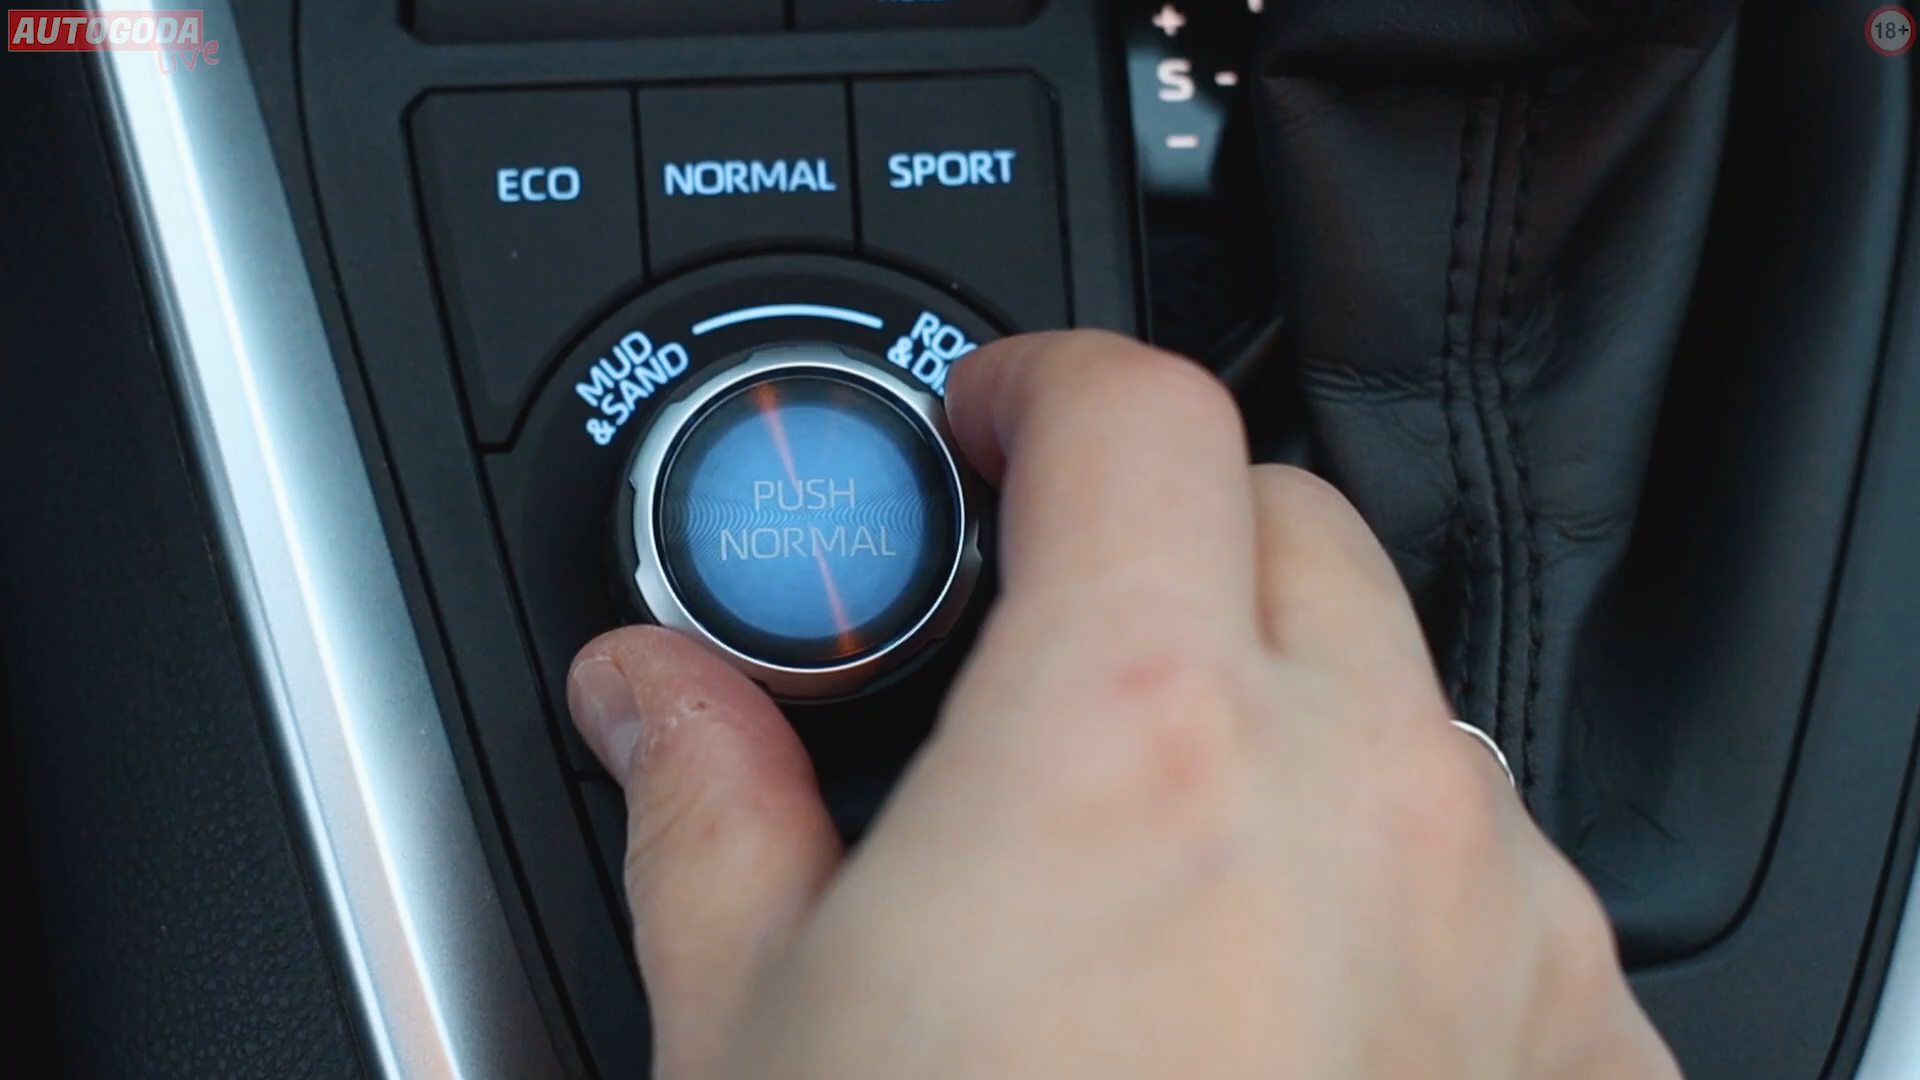 AUTOGODA
live
18+
+
S -
-
ECO
NORMAL
SPORT
MUD
& SAND
PUSH
NORMAL